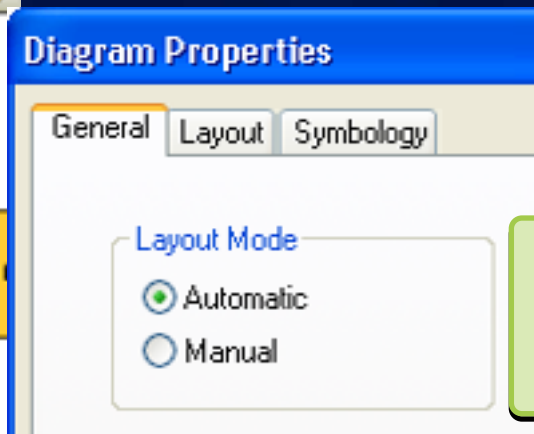 Diagram Properties
General Layout Symbology
Layout Mode
Automatic
Manual